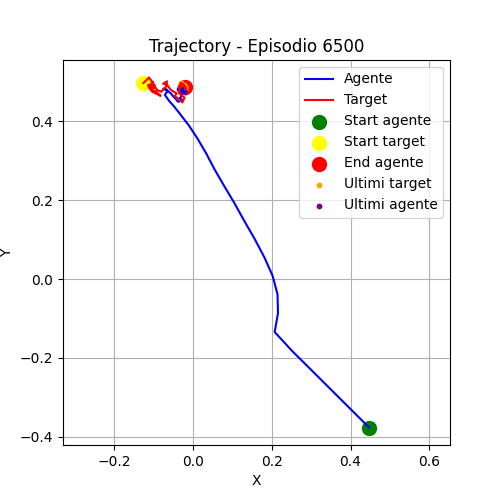 Trajectory - Episodio 6500
Agente
Target
Start agente
Start target
End agente
Ultimi target
Ultimi agente
0.4
0.2
0.0
−0.2
−0.4
Y
−0.2
0.0
0.2
0.4
0.6
X